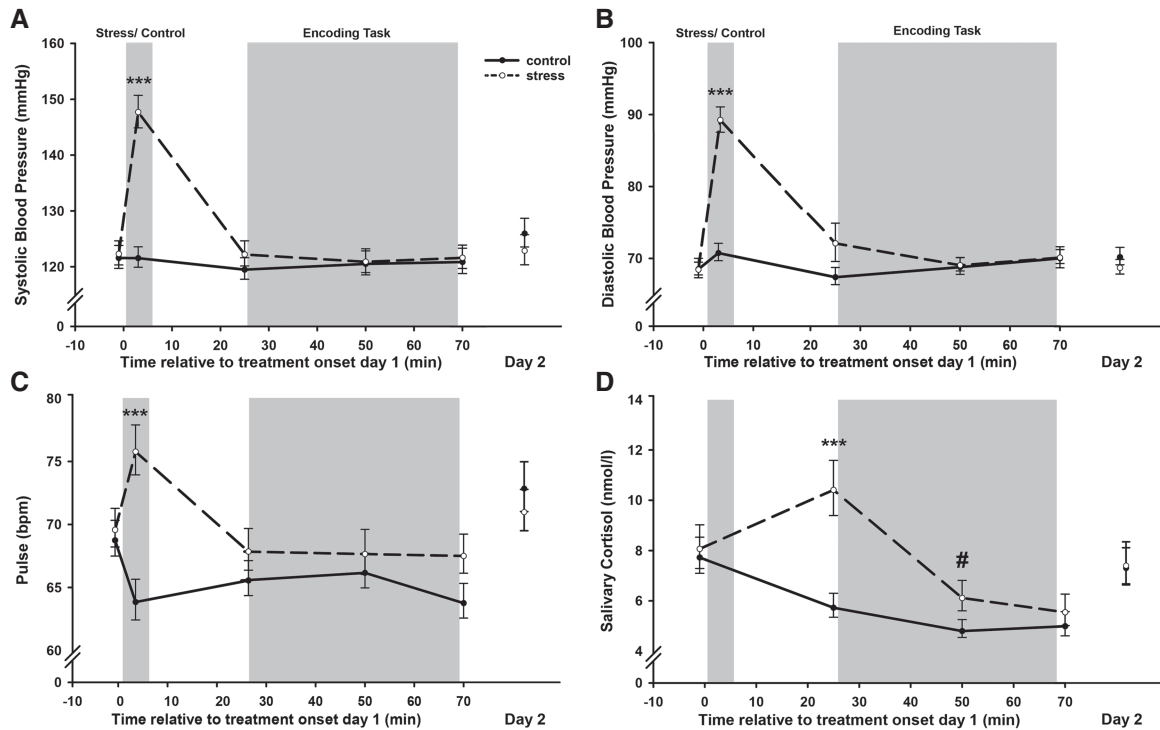 A
Stress/ Control
Encoding Task
160
150
140
130
120
0
Systolic Blood Pressure (mmHg)
***
control
stress
-10 0 10 20 30 40 50 60 70
Time relative to treatment onset day 1 (min)
Day 2
B
Stress/ Control
Encoding Task
100
90
80
70
0
Diastolic Blood Pressure (mmHg)
***
-10 0 10 20 30 40 50 60 70
Time relative to treatment onset day 1 (min)
Day 2
C
80
75
70
65
60
0
Pulse (bpm)
***
-10 0 10 20 30 40 50 60 70
Time relative to treatment onset day 1 (min)
Day 2
D
14
12
10
8
6
4
0
Salivary Cortisol (nmol/l)
***
#
-10 0 10 20 30 40 50 60 70
Time relative to treatment onset day 1 (min)
Day 2